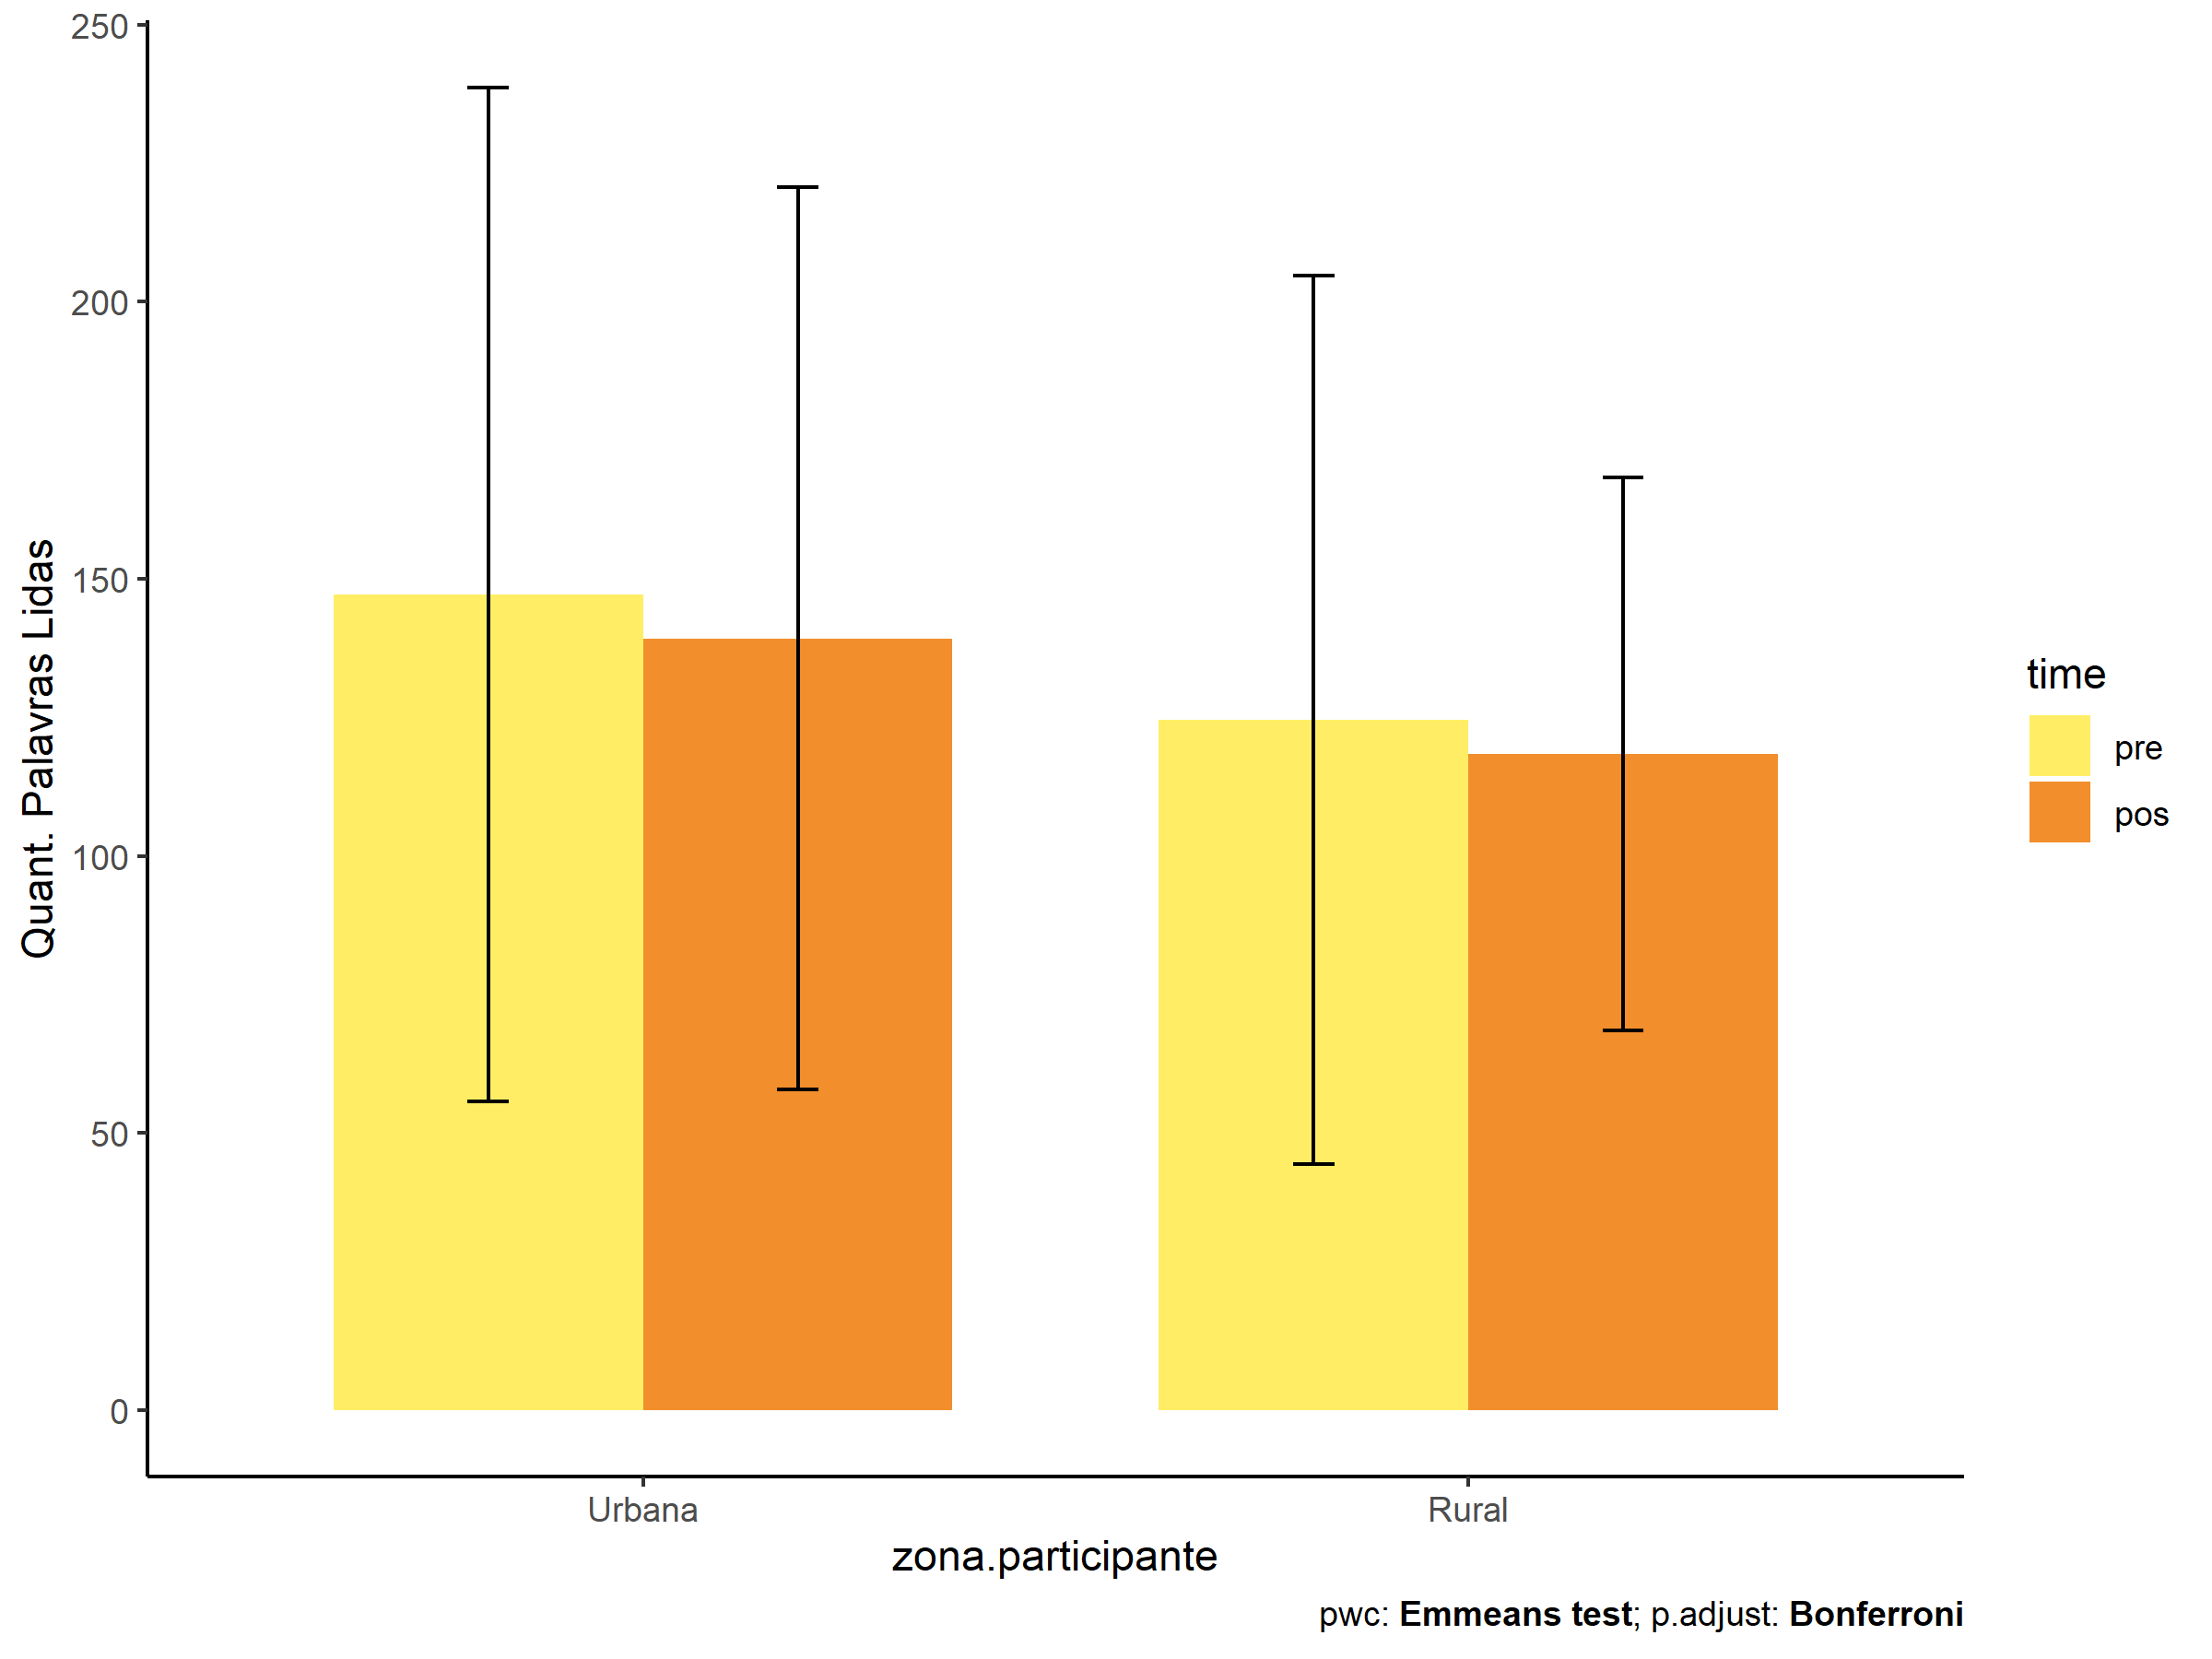 250
200
150
100
50
0
Quant. Palavras Lidas
Urbana
Rural
zona.participante
pwc: Emmeans test; p.adjust: Bonferroni
time
pre
pos